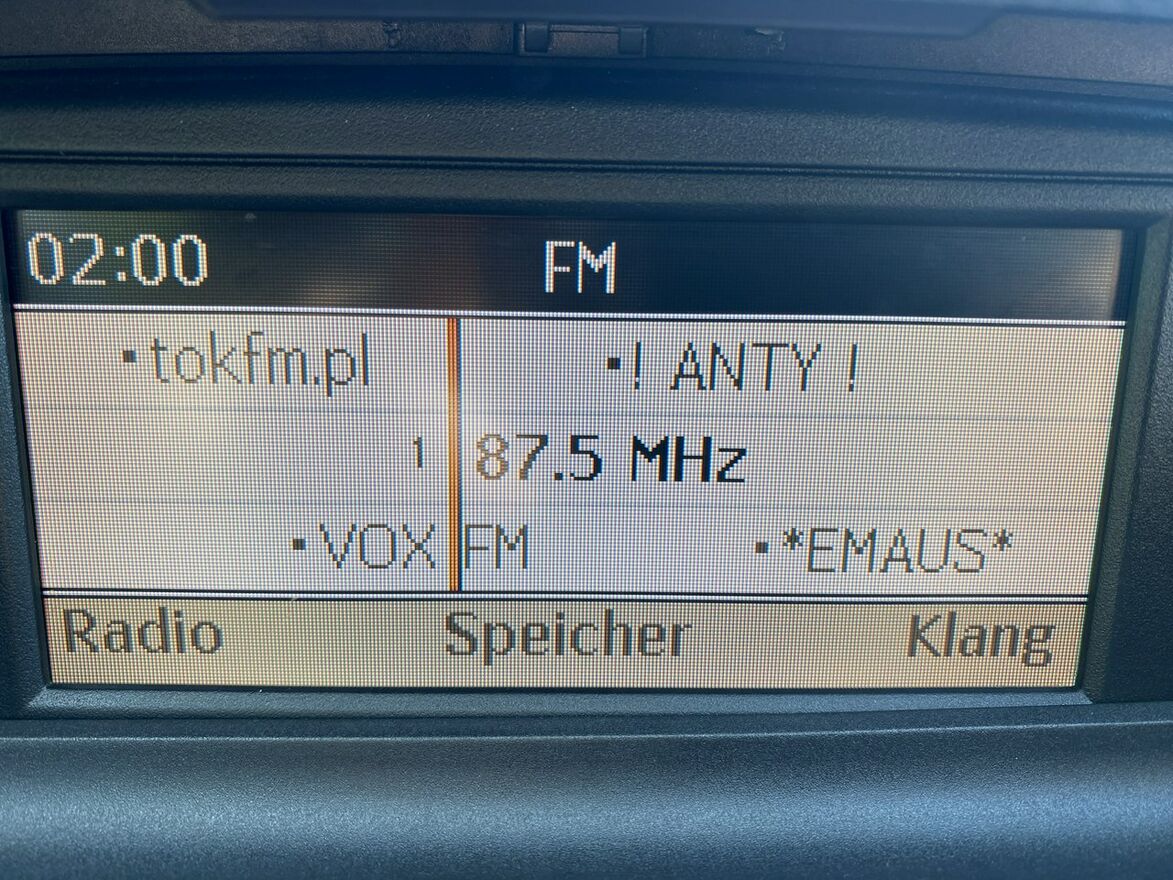 02:00 FM
▪tokfm.pl ▪! ANTY !
1 87.5 MHz
▪VOX FM ▪*EMAUS*
Radio Speicher Klang